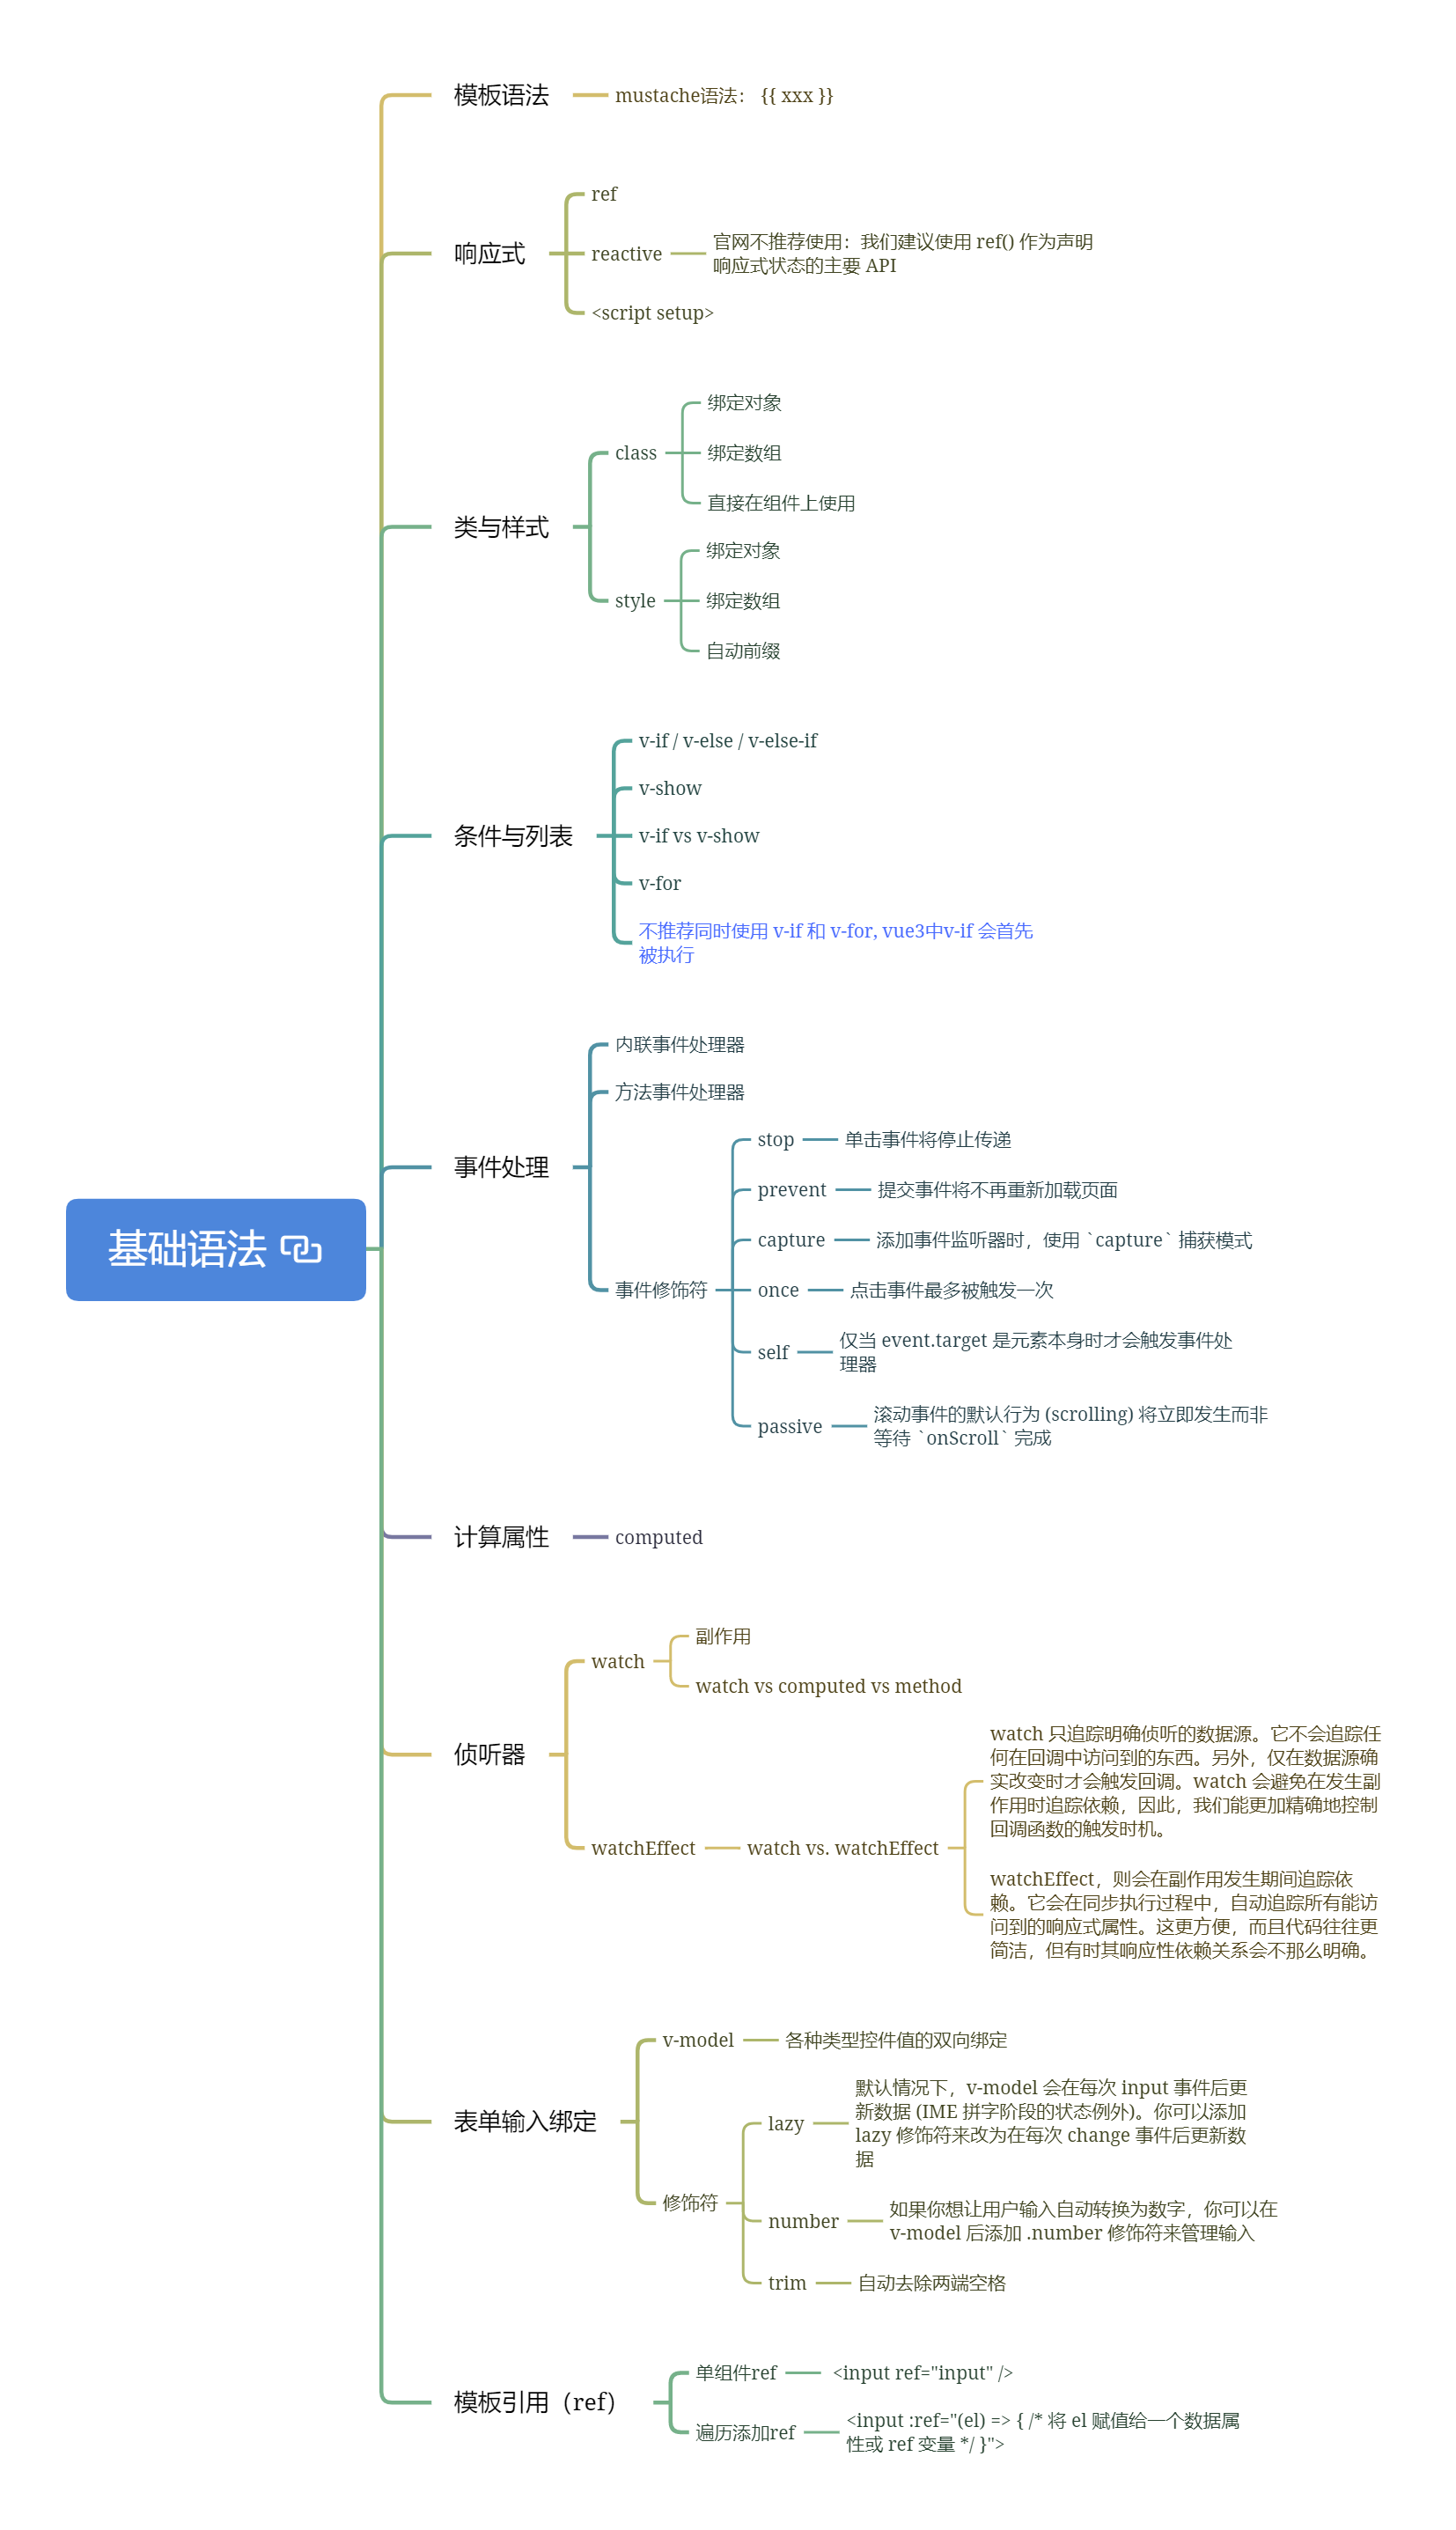 基础语法
模板语法
mustache语法： {{ xxx }}
响应式
ref
reactive
官网不推荐使用：我们建议使用 ref() 作为声明
响应式状态的主要 API
<script setup>
类与样式
class
绑定对象
绑定数组
直接在组件上使用
style
绑定对象
绑定数组
自动前缀
条件与列表
v-if / v-else / v-else-if
v-show
v-if vs v-show
v-for
不推荐同时使用 v-if 和 v-for, vue3中v-if 会首先
被执行
事件处理
内联事件处理器
方法事件处理器
事件修饰符
stop
单击事件将停止传递
prevent
提交事件将不再重新加载页面
capture
添加事件监听器时，使用 `capture` 捕获模式
once
点击事件最多被触发一次
self
仅当 event.target 是元素本身时才会触发事件处
理器
passive
滚动事件的默认行为 (scrolling) 将立即发生而非
等待 `onScroll` 完成
计算属性
computed
侦听器
watch
副作用
watch vs computed vs method
watchEffect
watch vs. watchEffect
watch 只追踪明确侦听的数据源。它不会追踪任
何在回调中访问到的东西。另外，仅在数据源确
实改变时才会触发回调。watch 会避免在发生副
作用时追踪依赖，因此，我们能更加精确地控制
回调函数的触发时机。
watchEffect，则会在副作用发生期间追踪依
赖。它会在同步执行过程中，自动追踪所有能访
问到的响应式属性。这更方便，而且代码往往更
简洁，但有时其响应性依赖关系会不那么明确。
表单输入绑定
v-model
各种类型控件值的双向绑定
修饰符
lazy
默认情况下，v-model 会在每次 input 事件后更
新数据 (IME 拼字阶段的状态例外)。你可以添加
lazy 修饰符来改为在每次 change 事件后更新数
据
number
如果你想让用户输入自动转换为数字，你可以在
v-model 后添加 .number 修饰符来管理输入
trim
自动去除两端空格
模板引用（ref）
单组件ref
<input ref="input" />
遍历添加ref
<input :ref="(el) => { /* 将 el 赋值给一个数据属
性或 ref 变量 */ }">